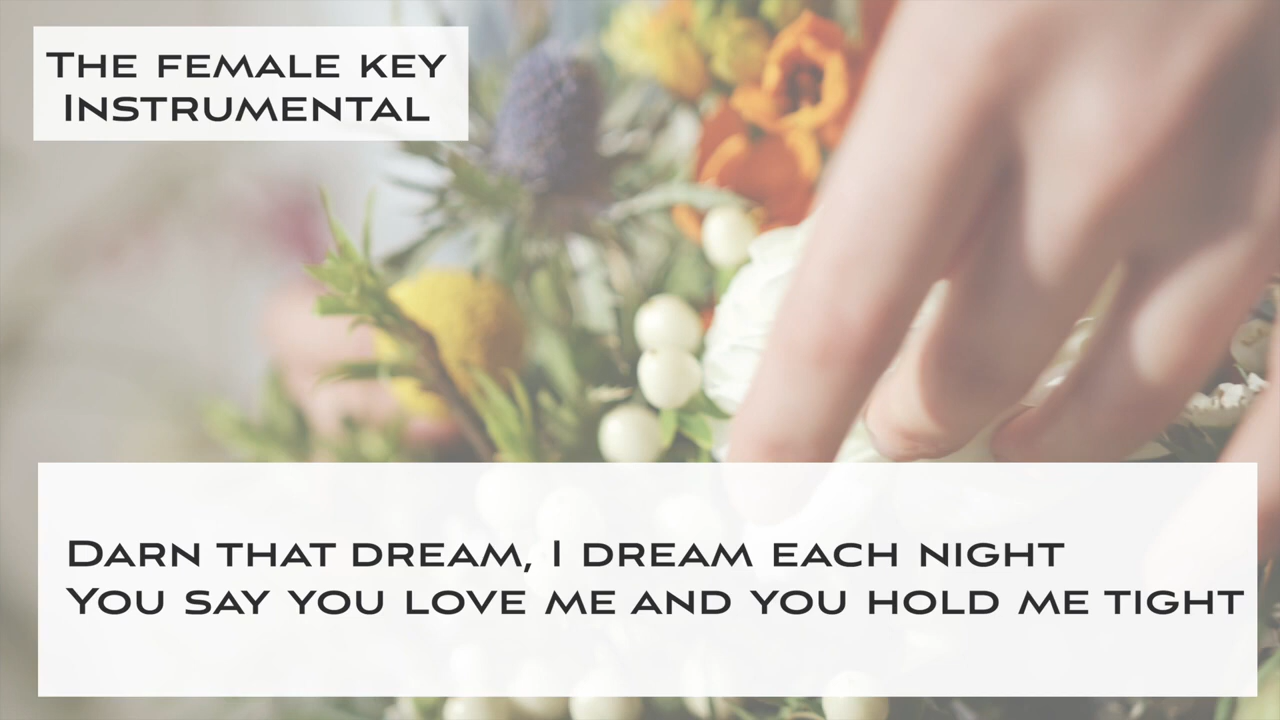 The female key
Instrumental
Darn that dream, I dream each night
You say you love me and you hold me tight